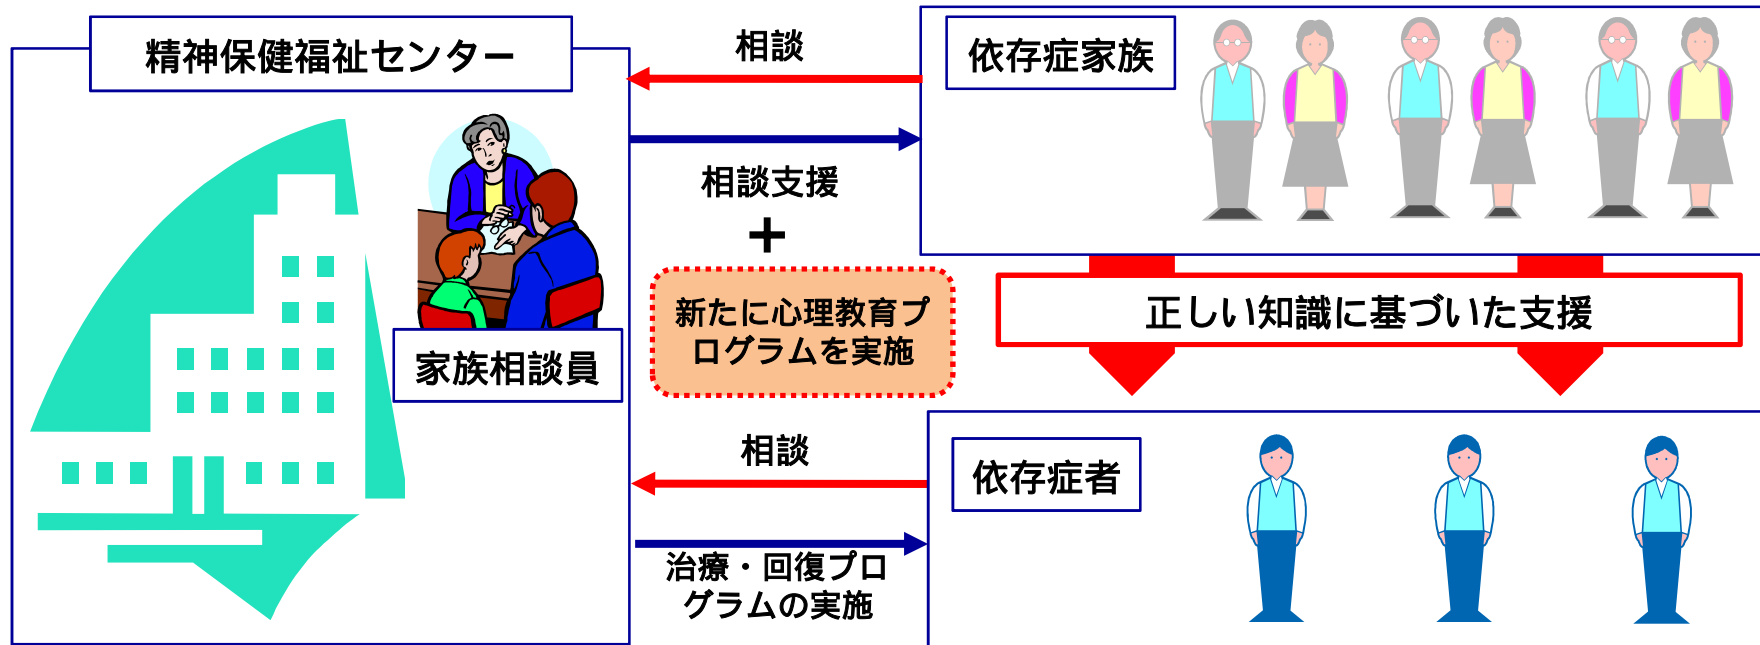 精神保健福祉センター
相談
依存症家族
相談支援
＋
新たに心理教育プ
ログラムを実施
正しい知識に基づいた支援
家族相談員
相談
依存症者
治療・回復プロ
グラムの実施